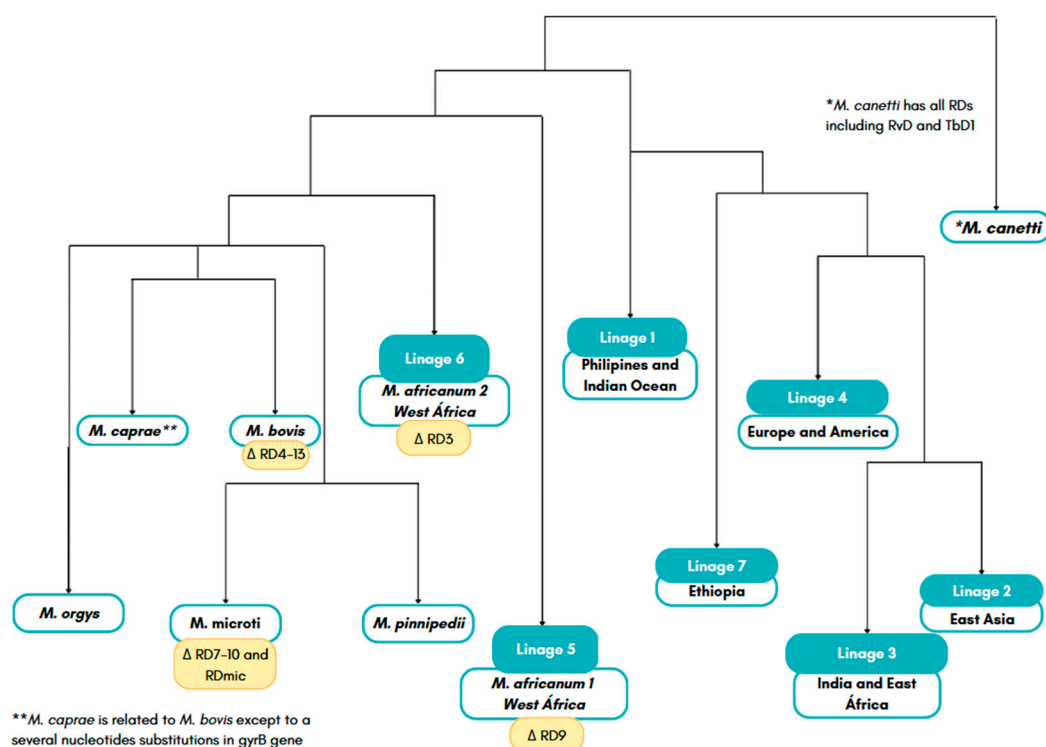 *M. canetti has all RDs
including RvD and TbD1
*M. canetti
Linage 1
Philipines and
Indian Ocean
Linage 6
M. africanum 2
West África
Δ RD3
Linage 4
Europe and America
M. caprae**
M. bovis
Δ RD4-13
Linage 7
Ethiopia
Linage 2
East Asia
M. orgys
M. microti
Δ RD7-10 and
RDmic
M. pinnipedii
Linage 5
M. africanum 1
West África
Δ RD9
Linage 3
India and East
África
**M. caprae is related to M. bovis except to a
several nucleotides substitutions in gyrB gene